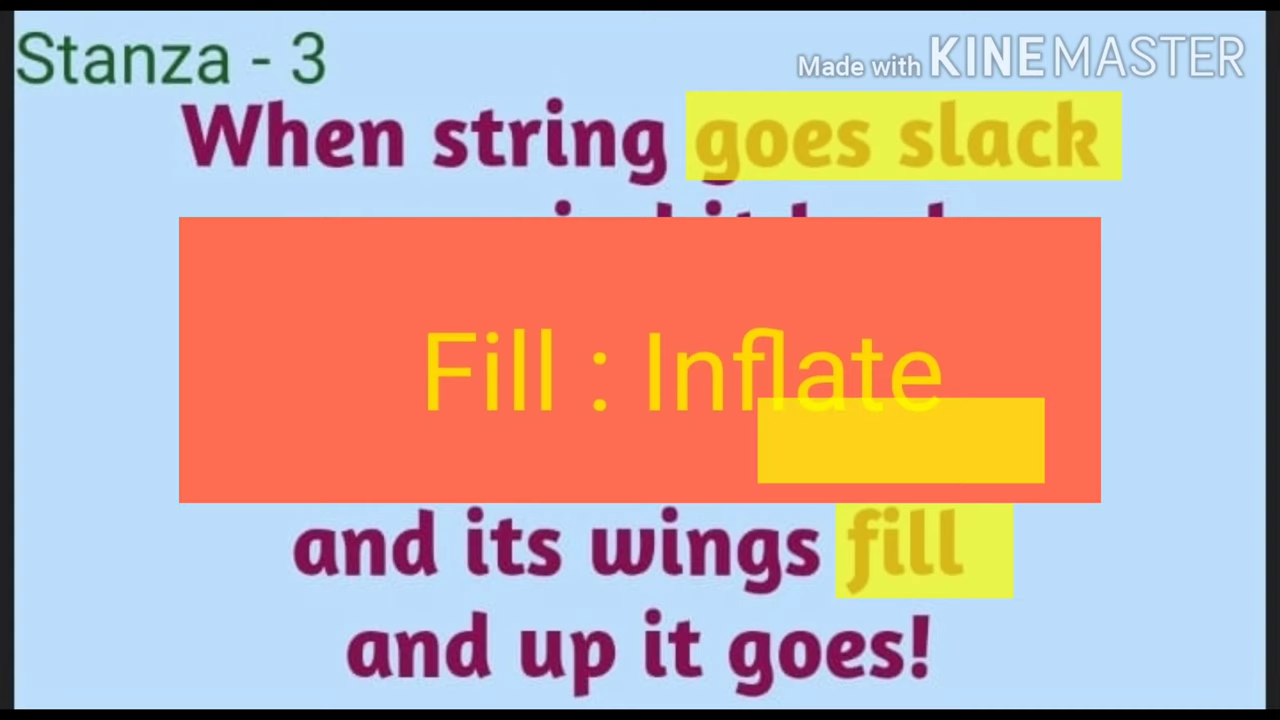 Stanza - 3
Made with KINEMASTER
When string goes slack
Fill : Inflate
and its wings fill
and up it goes!